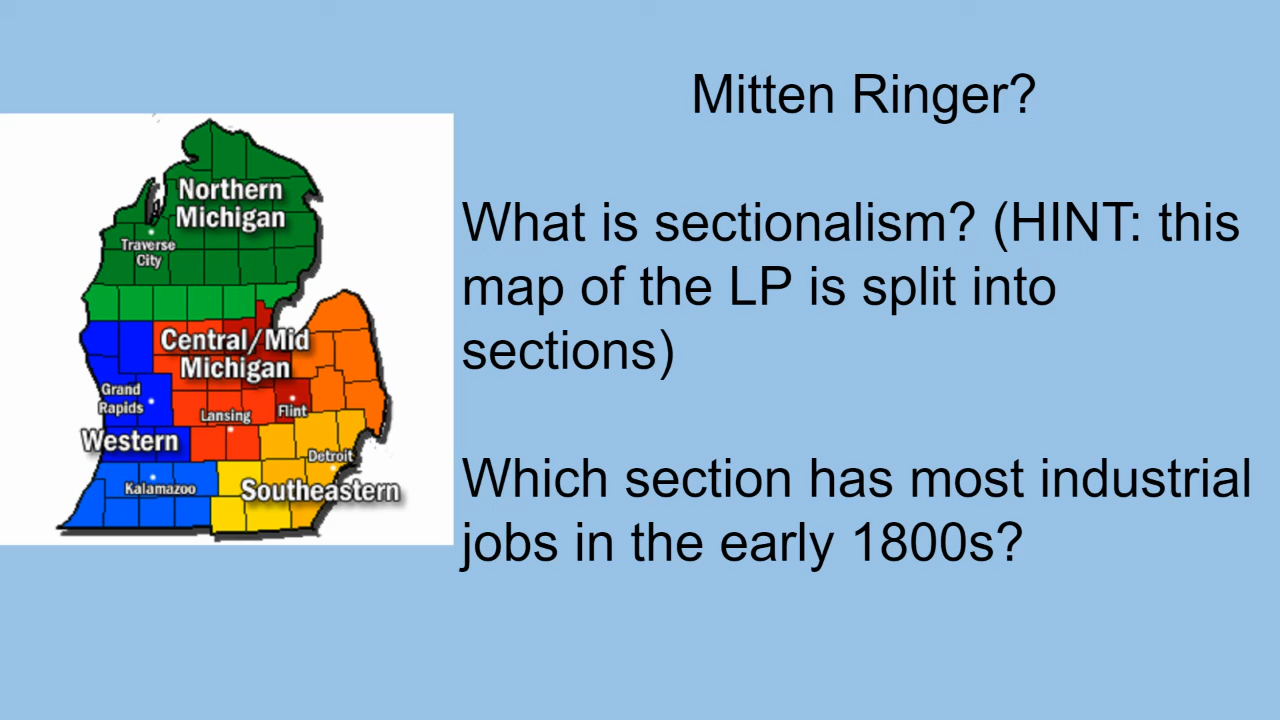 Mitten Ringer?
What is sectionalism? (HINT: this
map of the LP is split into
sections)
Which section has most industrial
jobs in the early 1800s?
Northern
Michigan
Traverse
City
Central/Mid
Michigan
Grand
Rapids
Lansing
Flint
Western
Detroit
Kalamazoo
Southeastern